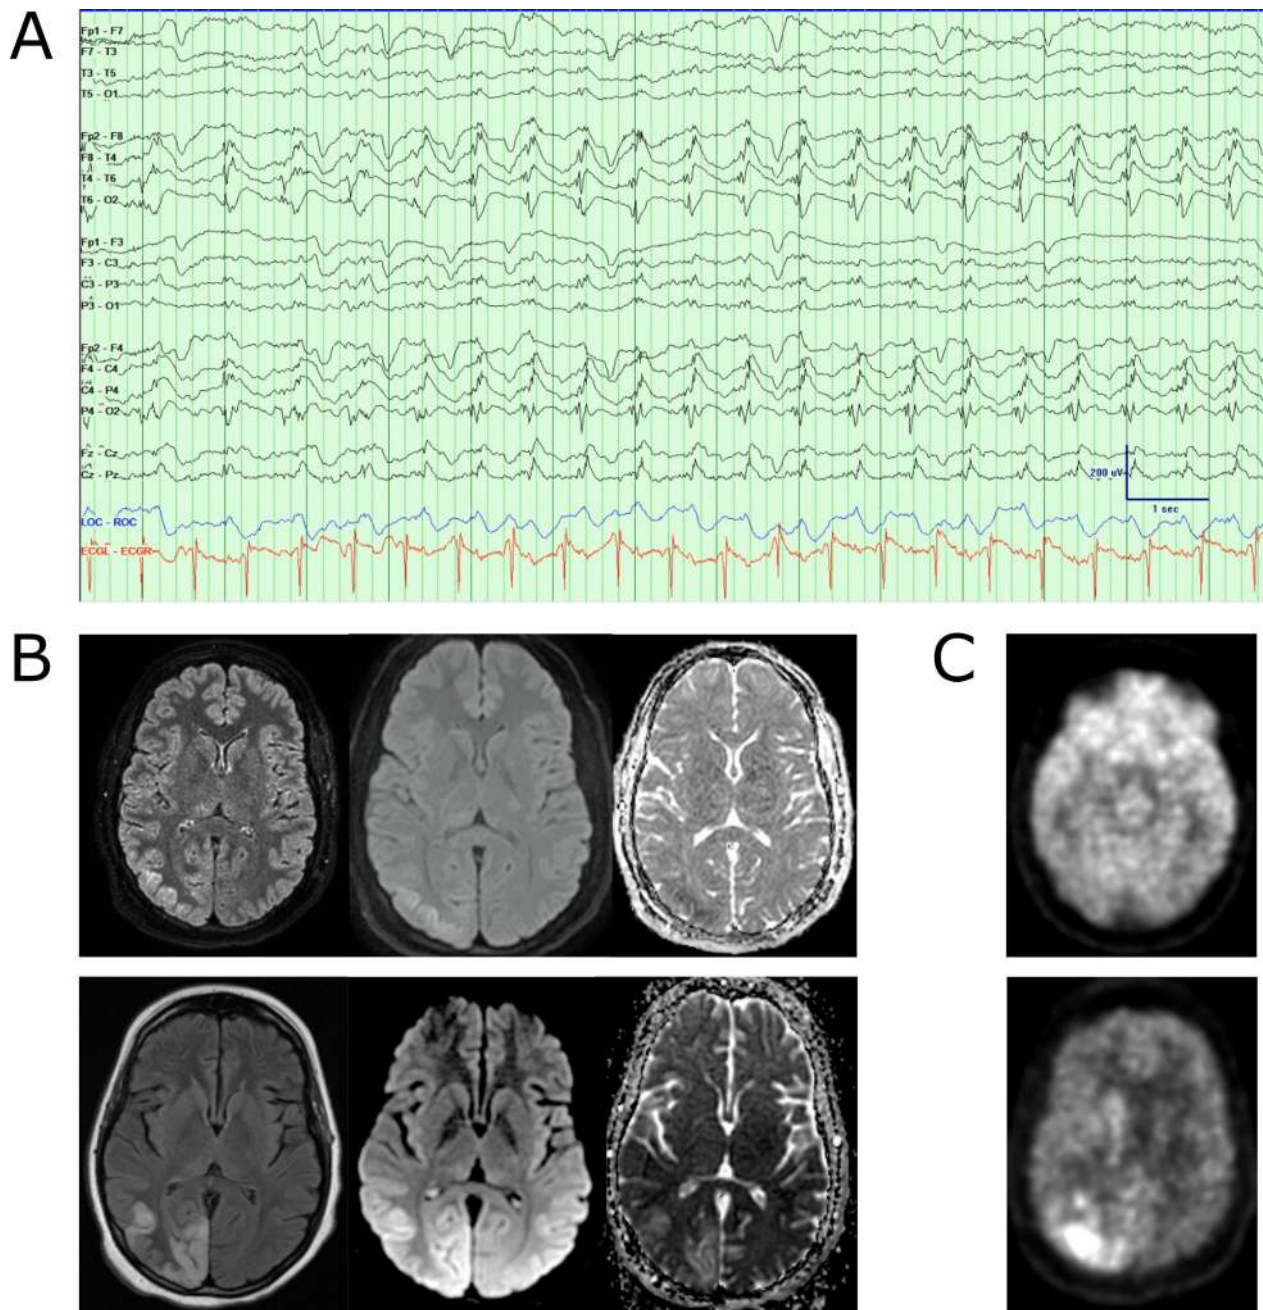 A
Fp1 - F7
F7 - T3
T3 - T5
T5 - O1
Fp2 - F8
F8 - T4
T4 - T6
T6 - O2
Fp1 - F3
F3 - C3
C3 - P3
P3 - O1
Fp2 - F4
F4 - C4
C4 - P4
P4 - O2
Fz - Cz
Cz - Pz
200 uV
1 sec
LOC - ROC
ECGL - ECGR
B
C